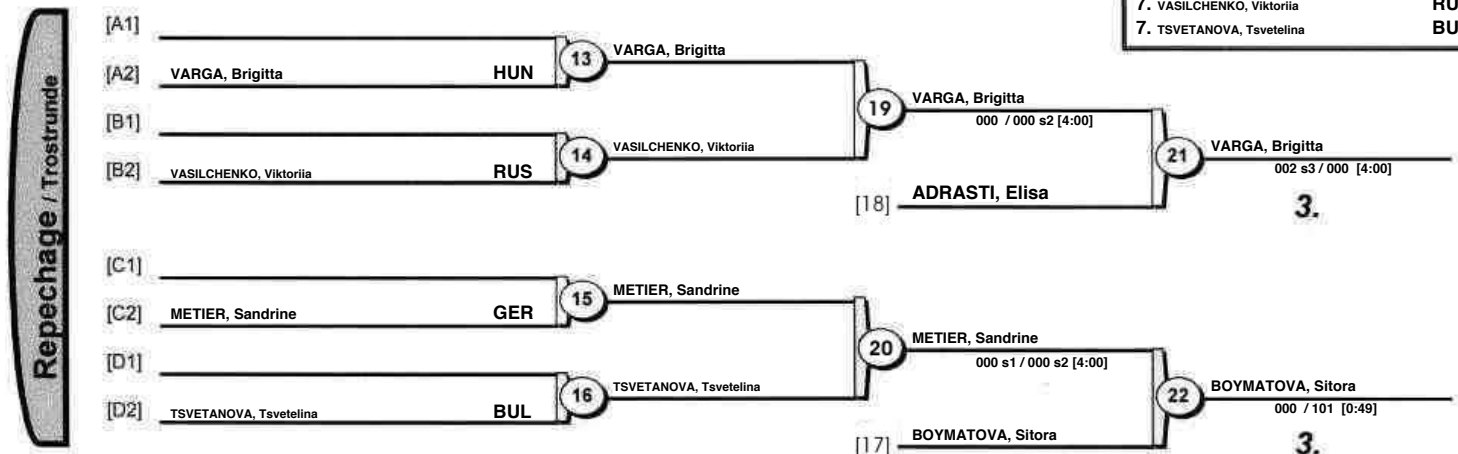 7. VASILCHENKO, Viktoriia RU
7. TSVETANOVA, Tsvetelina BU
Repechage / Trostrunde
[A1]
[A2] VARGA, Brigitta HUN
13 VARGA, Brigitta
[B1]
[B2] VASILCHENKO, Viktoriia RUS
14 VASILCHENKO, Viktoriia
19 VARGA, Brigitta
000 / 000 s2 [4:00]
[18] ADRASTI, Elisa
21 VARGA, Brigitta
002 s3 / 000 [4:00]
3.
[C1]
[C2] METIER, Sandrine GER
15 METIER, Sandrine
[D1]
[D2] TSVETANOVA, Tsvetelina BUL
16 TSVETANOVA, Tsvetelina
20 METIER, Sandrine
000 s1 / 000 s2 [4:00]
[17] BOYMATOVA, Sitora
22 BOYMATOVA, Sitora
000 / 101 [0:49]
3.